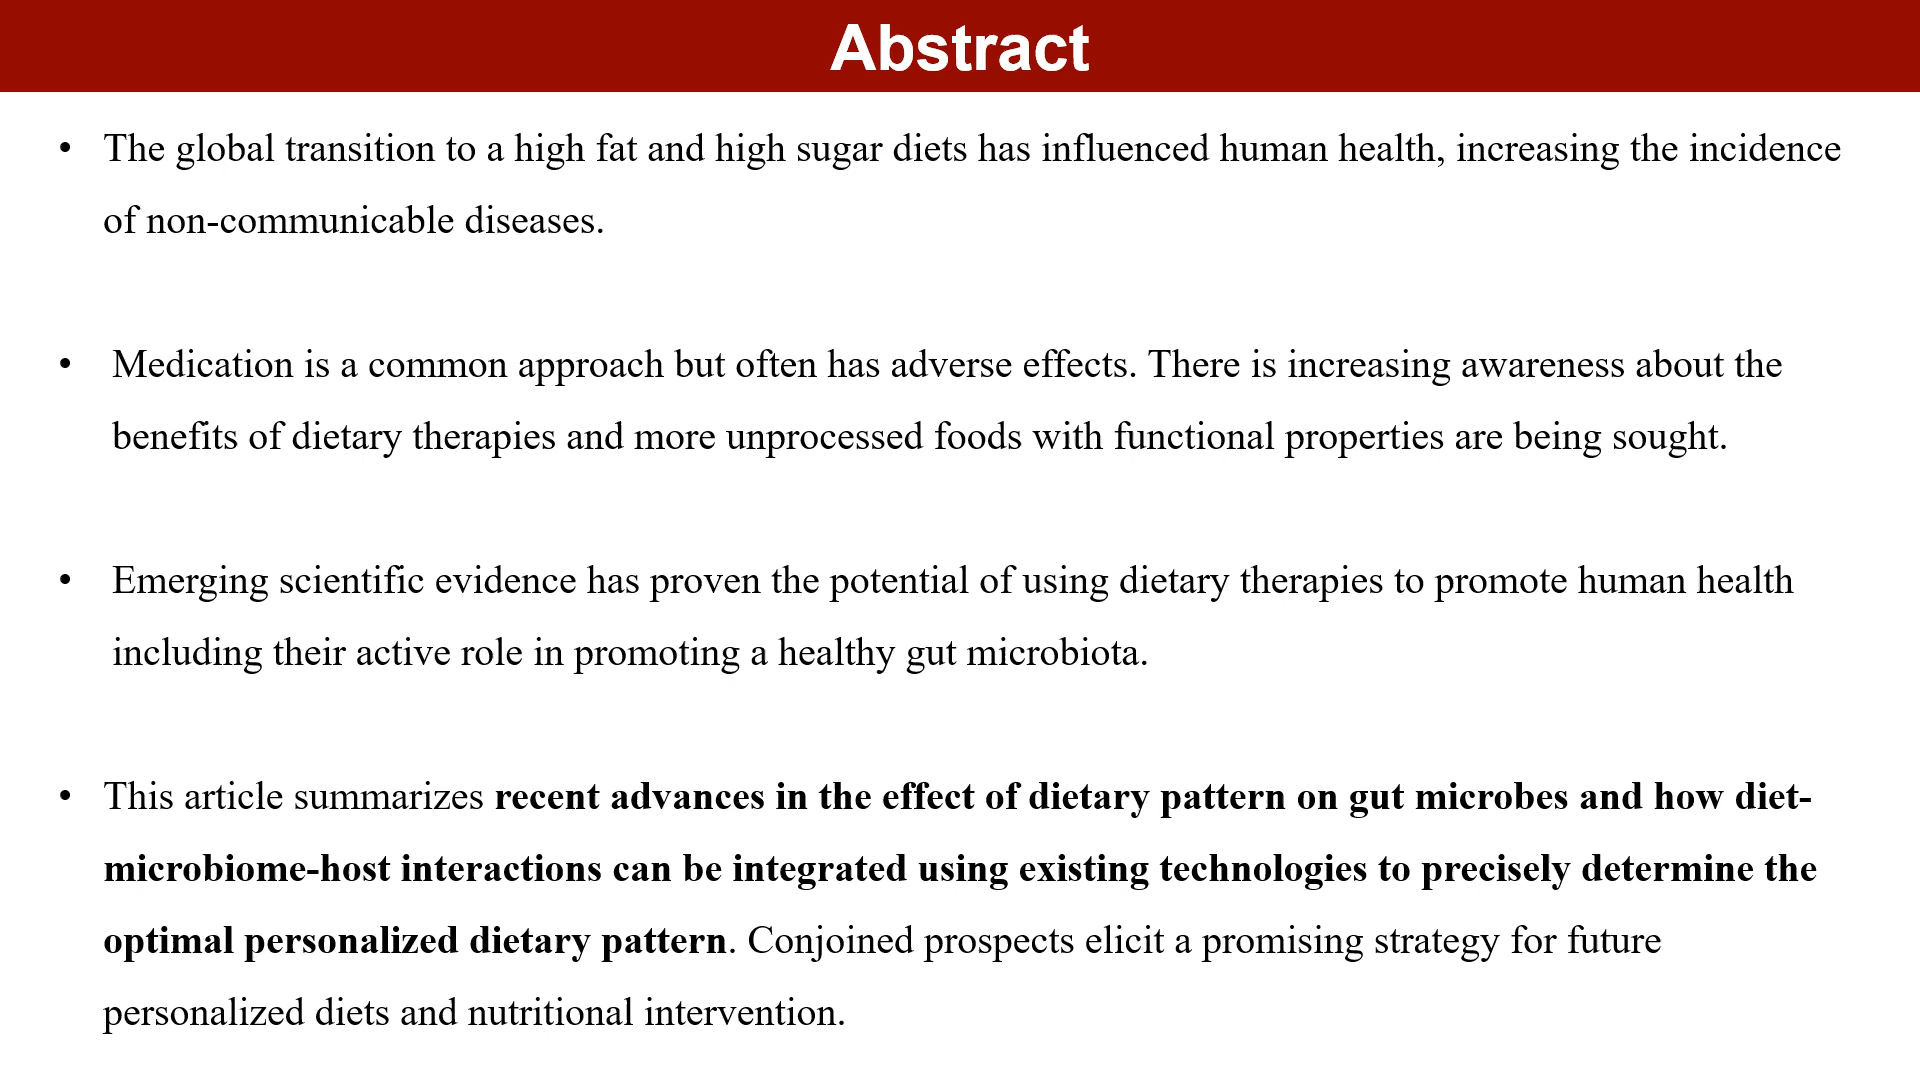 Abstract
• The global transition to a high fat and high sugar diets has influenced human health, increasing the incidence
of non-communicable diseases.
• Medication is a common approach but often has adverse effects. There is increasing awareness about the
benefits of dietary therapies and more unprocessed foods with functional properties are being sought.
• Emerging scientific evidence has proven the potential of using dietary therapies to promote human health
including their active role in promoting a healthy gut microbiota.
• This article summarizes recent advances in the effect of dietary pattern on gut microbes and how diet-
microbiome-host interactions can be integrated using existing technologies to precisely determine the
optimal personalized dietary pattern. Conjoined prospects elicit a promising strategy for future
personalized diets and nutritional intervention.